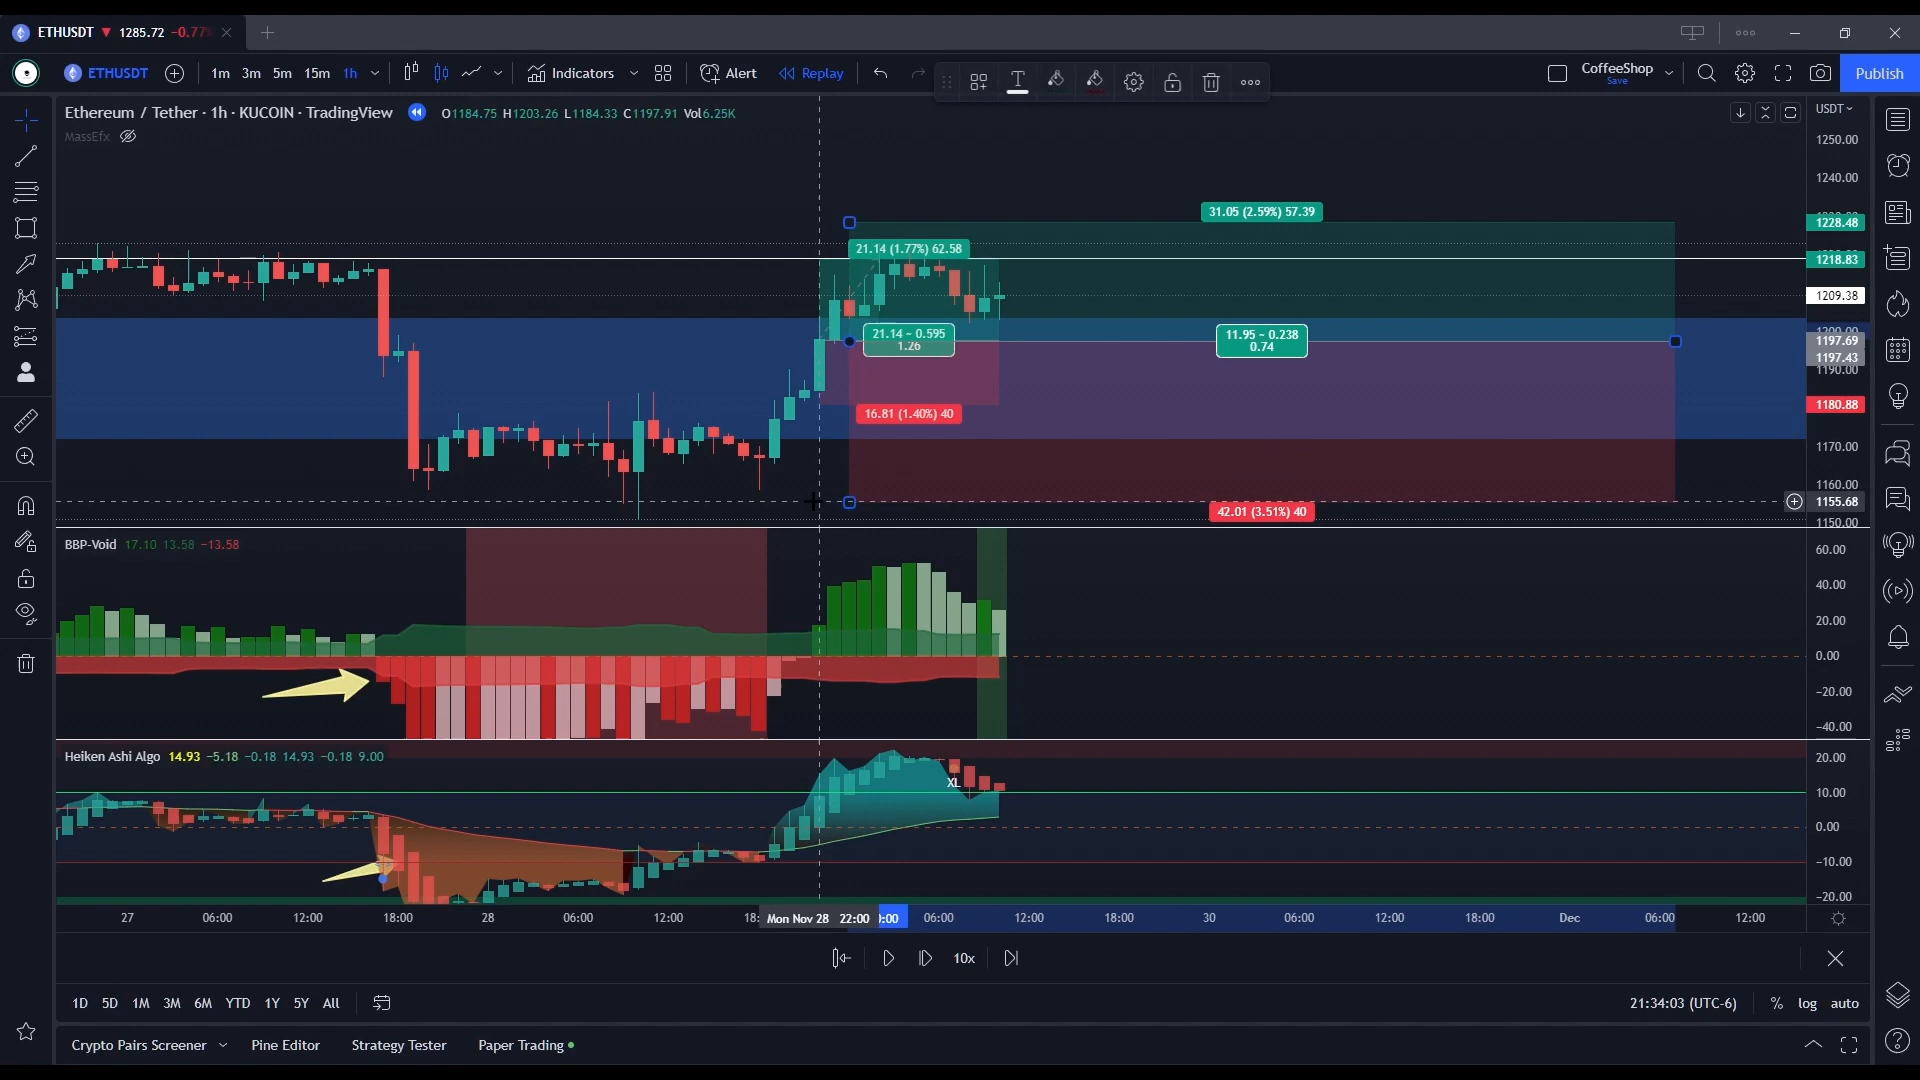 ETHUSDT ▼ 1285.72 −0.77%
ETHUSDT 1m 3m 5m 15m 1h Indicators Alert Replay CoffeeShop Save Publish
Ethereum / Tether · 1h · KUCOIN · TradingView O1184.75 H1203.26 L1184.33 C1197.91 Vol6.25K
MassEfx
USDT
1250.00
1240.00
31.05 (2.59%) 57.39
1228.48
21.14 (1.77%) 62.58
1218.83
1209.38
1200.00
21.14 ~ 0.595
1.26
11.95 ~ 0.238
0.74
1197.69
1197.43
1190.00
1180.88
16.81 (1.40%) 40
1170.00
1160.00
1155.68
42.01 (3.51%) 40
1150.00
BBP-Void 17.10 13.58 −13.58
60.00
40.00
20.00
0.00
−20.00
−40.00
Heiken Ashi Algo 14.93 −5.18 −0.18 14.93 −0.18 9.00
XL
20.00
10.00
0.00
−10.00
−20.00
27 06:00 12:00 18:00 28 06:00 12:00 18: Mon Nov 28 22:00 :00 06:00 12:00 18:00 30 06:00 12:00 18:00 Dec 06:00 12:00
10x
1D 5D 1M 3M 6M YTD 1Y 5Y All 21:34:03 (UTC-6) % log auto
Crypto Pairs Screener Pine Editor Strategy Tester Paper Trading